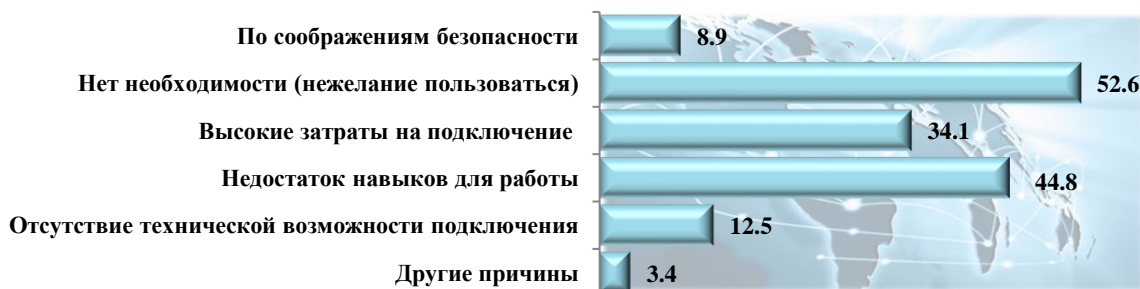 По соображениям безопасности 8.9
Нет необходимости (нежелание пользоваться) 52.6
Высокие затраты на подключение 34.1
Недостаток навыков для работы 44.8
Отсутствие технической возможности подключения 12.5
Другие причины 3.4